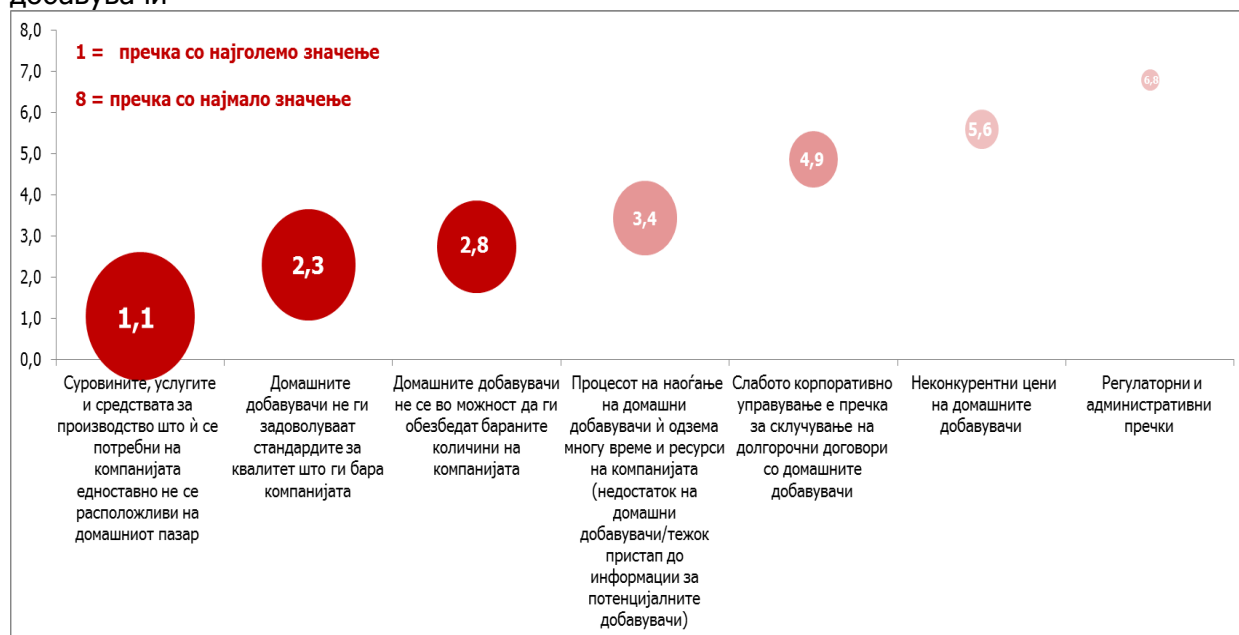 добавувачи
8,0
1 = пречка со најголемо значење
7,0
8 = пречка со најмало значење
6,0
5,0
4,0
3,0
2,0
1,0
0,0
1,1
2,3
2,8
3,4
4,9
5,6
6,8
Суровините, услугите
и средствата за
производство што ѝ се
потребни на
компанијата
едноставно не се
расположливи на
домашниот пазар
Домашните
добавувачи не ги
задоволуваат
стандардите за
квалитет што ги бара
компанијата
Домашните добавувачи
не се во можност да ги
обезбедат бараните
количини на
компанијата
Процесот на наоѓање
на домашни
добавувачи ѝ одзема
многу време и ресурси
на компанијата
(недостаток на
домашни
добавувачи/тежок
пристап до
информации за
потенцијалните
добавувачи)
Слабото корпоративно
управување е пречка
за склучување на
долгорочни договори
со домашните
добавувачи
Неконкурентни цени
на домашните
добавувачи
Регулаторни и
административни
пречки